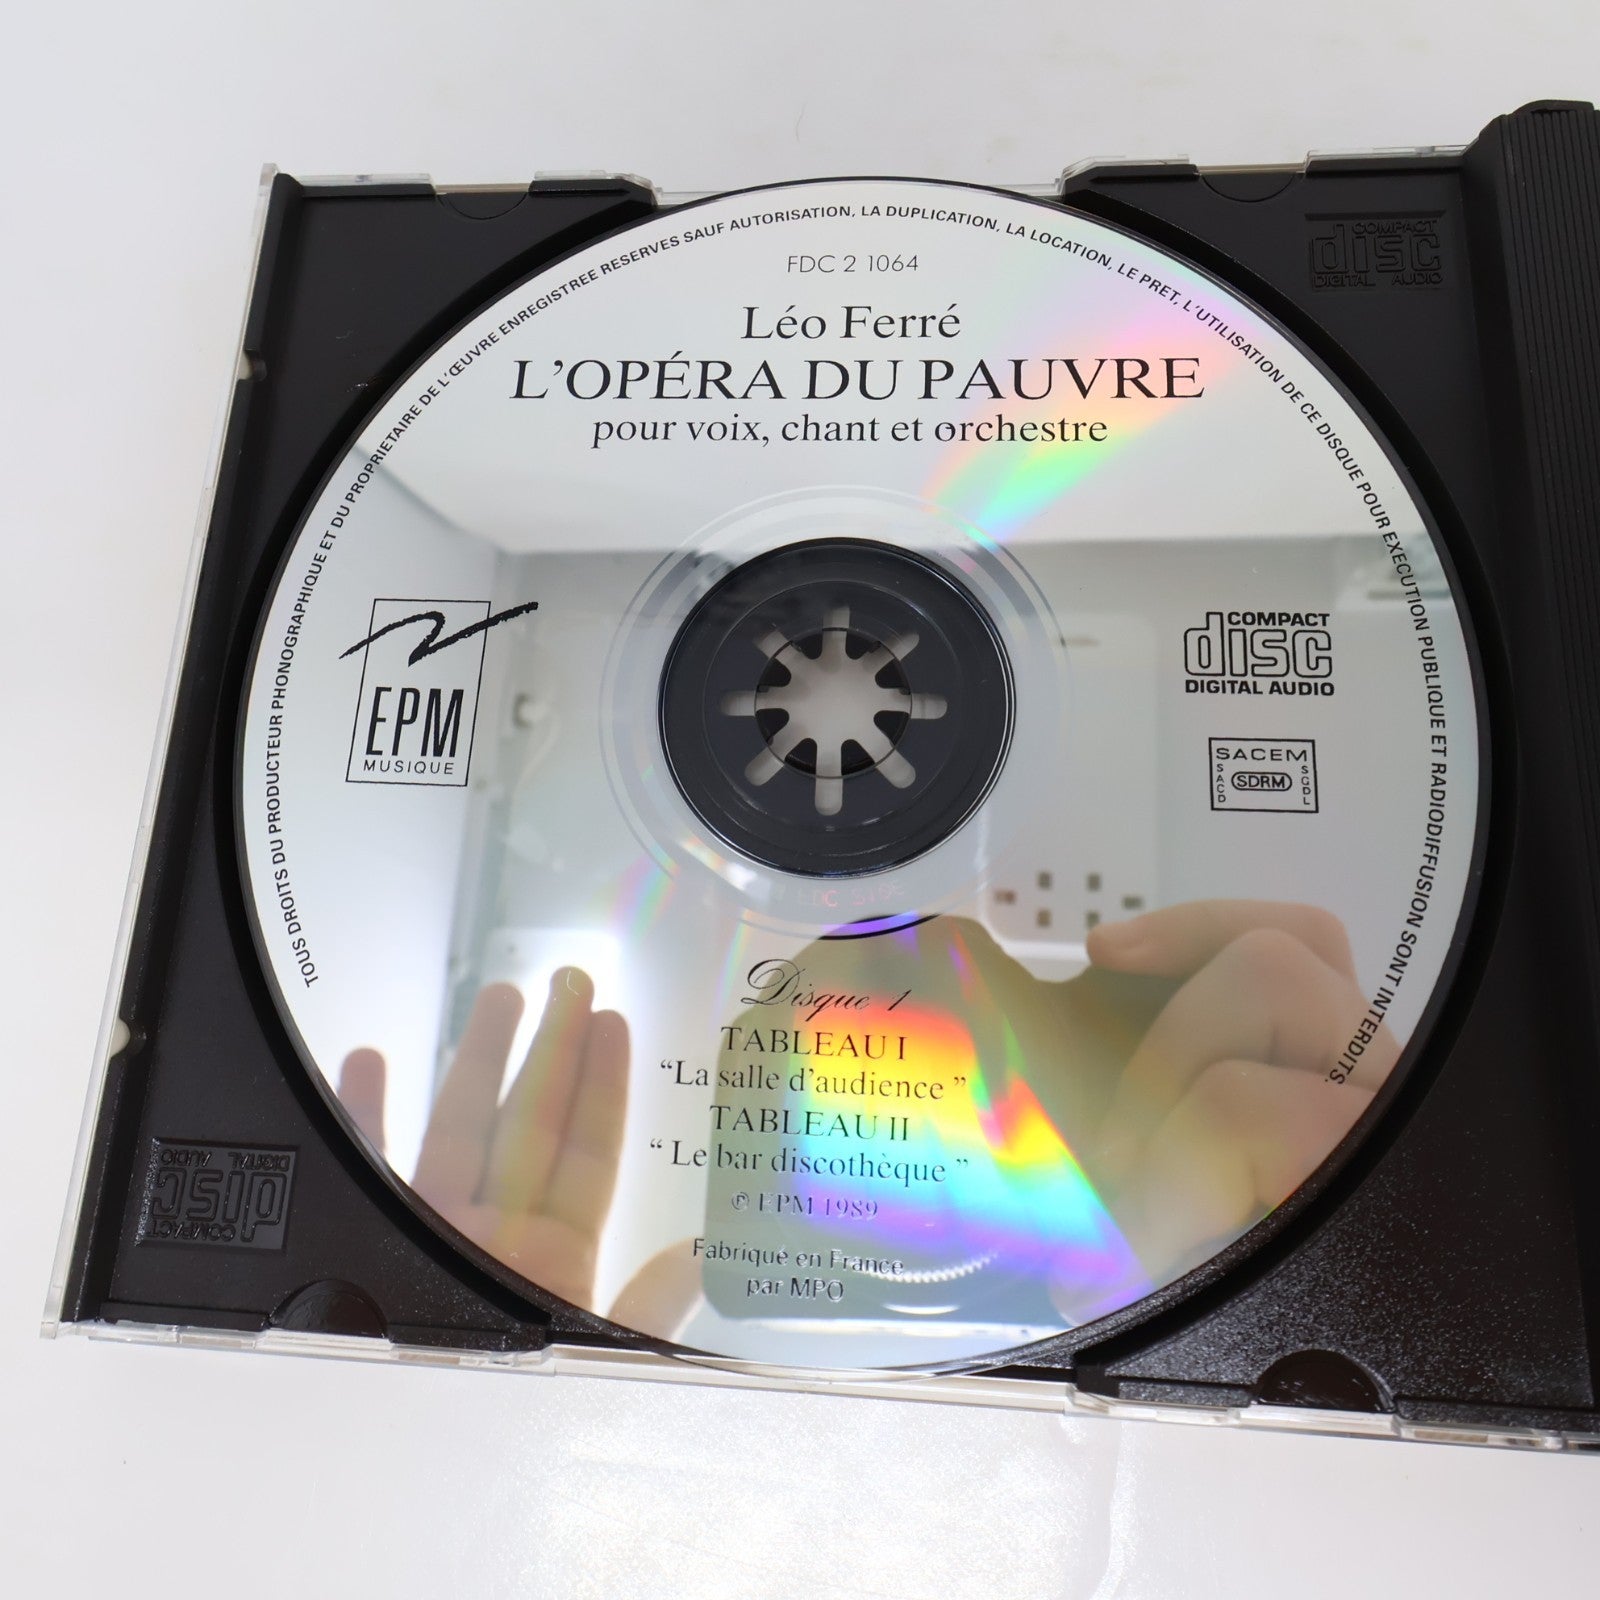 TOUS DROITS DU PRODUCTEUR PHONOGRAPHIQUE ET DU PROPRIETAIRE DE L'ŒUVRE ENREGISTREE RESERVES SAUF AUTORISATION, LA DUPLICATION, LA LOCATION, LE PRET, L'UTILISATION DE CE DISQUE POUR EXECUTION PUBLIQUE ET RADIODIFFUSION SONT INTERDITS.
FDC 2 1064
Léo Ferré
L'OPÉRA DU PAUVRE
pour voix, chant et orchestre
EPM
MUSIQUE
COMPACT
disc
DIGITAL AUDIO
SACEM
SACD
SDRM
SGDL
Disque 1
TABLEAU I
“La salle d'audience”
TABLEAU II
“Le bar discothèque”
℗ EPM 1989
Fabriqué en France
par MPO
COMPACT
disc
DIGITAL AUDIO
COMPACT
disc
DIGITAL AUDIO